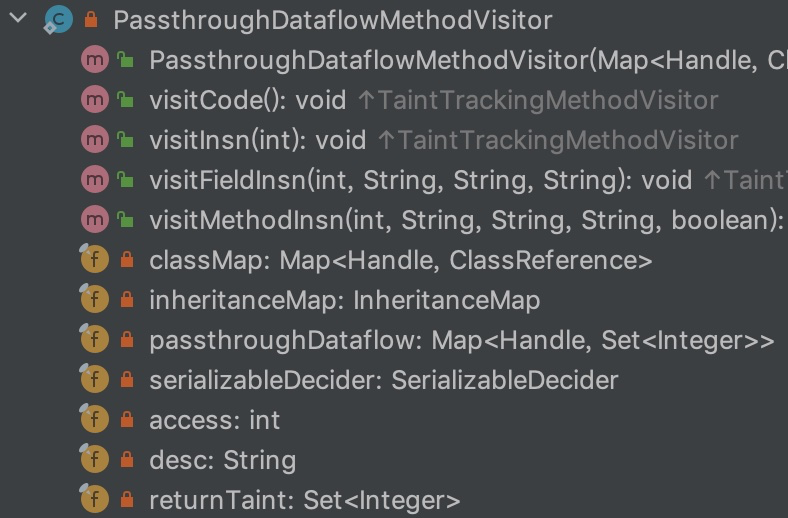 C PassthroughDataflowMethodVisitor
m PassthroughDataflowMethodVisitor(Map<Handle, Cl
m visitCode(): void ↑TaintTrackingMethodVisitor
m visitInsn(int): void ↑TaintTrackingMethodVisitor
m visitFieldInsn(int, String, String, String): void ↑Taint
m visitMethodInsn(int, String, String, String, boolean):
f classMap: Map<Handle, ClassReference>
f inheritanceMap: InheritanceMap
f passthroughDataflow: Map<Handle, Set<Integer>>
f serializableDecider: SerializableDecider
f access: int
f desc: String
f returnTaint: Set<Integer>